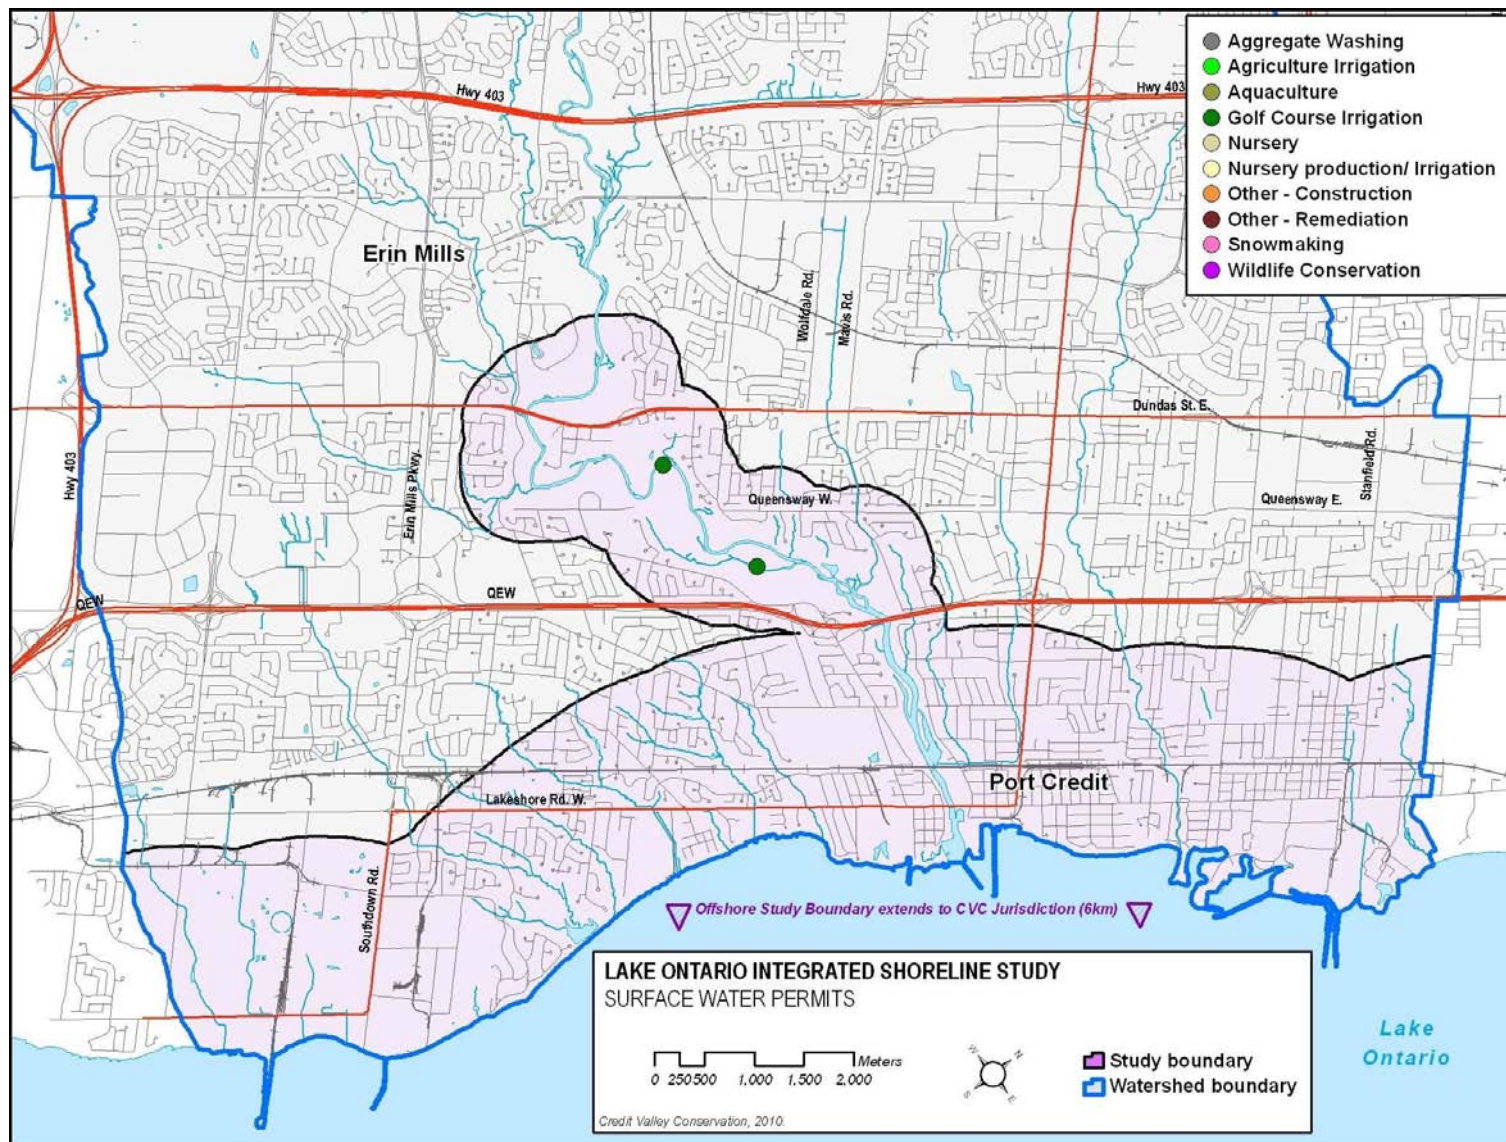 Aggregate Washing
Agriculture Irrigation
Aquaculture
Golf Course Irrigation
Nursery
Nursery production/ Irrigation
Other - Construction
Other - Remediation
Snowmaking
Wildlife Conservation
Hwy 403
Hwy 403
Erin Mills
Wolfdale Rd.
Mavis Rd.
Dundas St. E.
Hwy 403
Erin Mills Pkwy.
Queensway W.
Queensway E.
Stanfield Rd.
QEW
QEW
Port Credit
Lakeshore Rd. W.
Southdown Rd.
Offshore Study Boundary extends to CVC Jurisdiction (6km)
LAKE ONTARIO INTEGRATED SHORELINE STUDY
SURFACE WATER PERMITS
Meters
0 250 500 1,000 1,500 2,000
W N
S E
Study boundary
Watershed boundary
Credit Valley Conservation, 2010.
Lake
Ontario